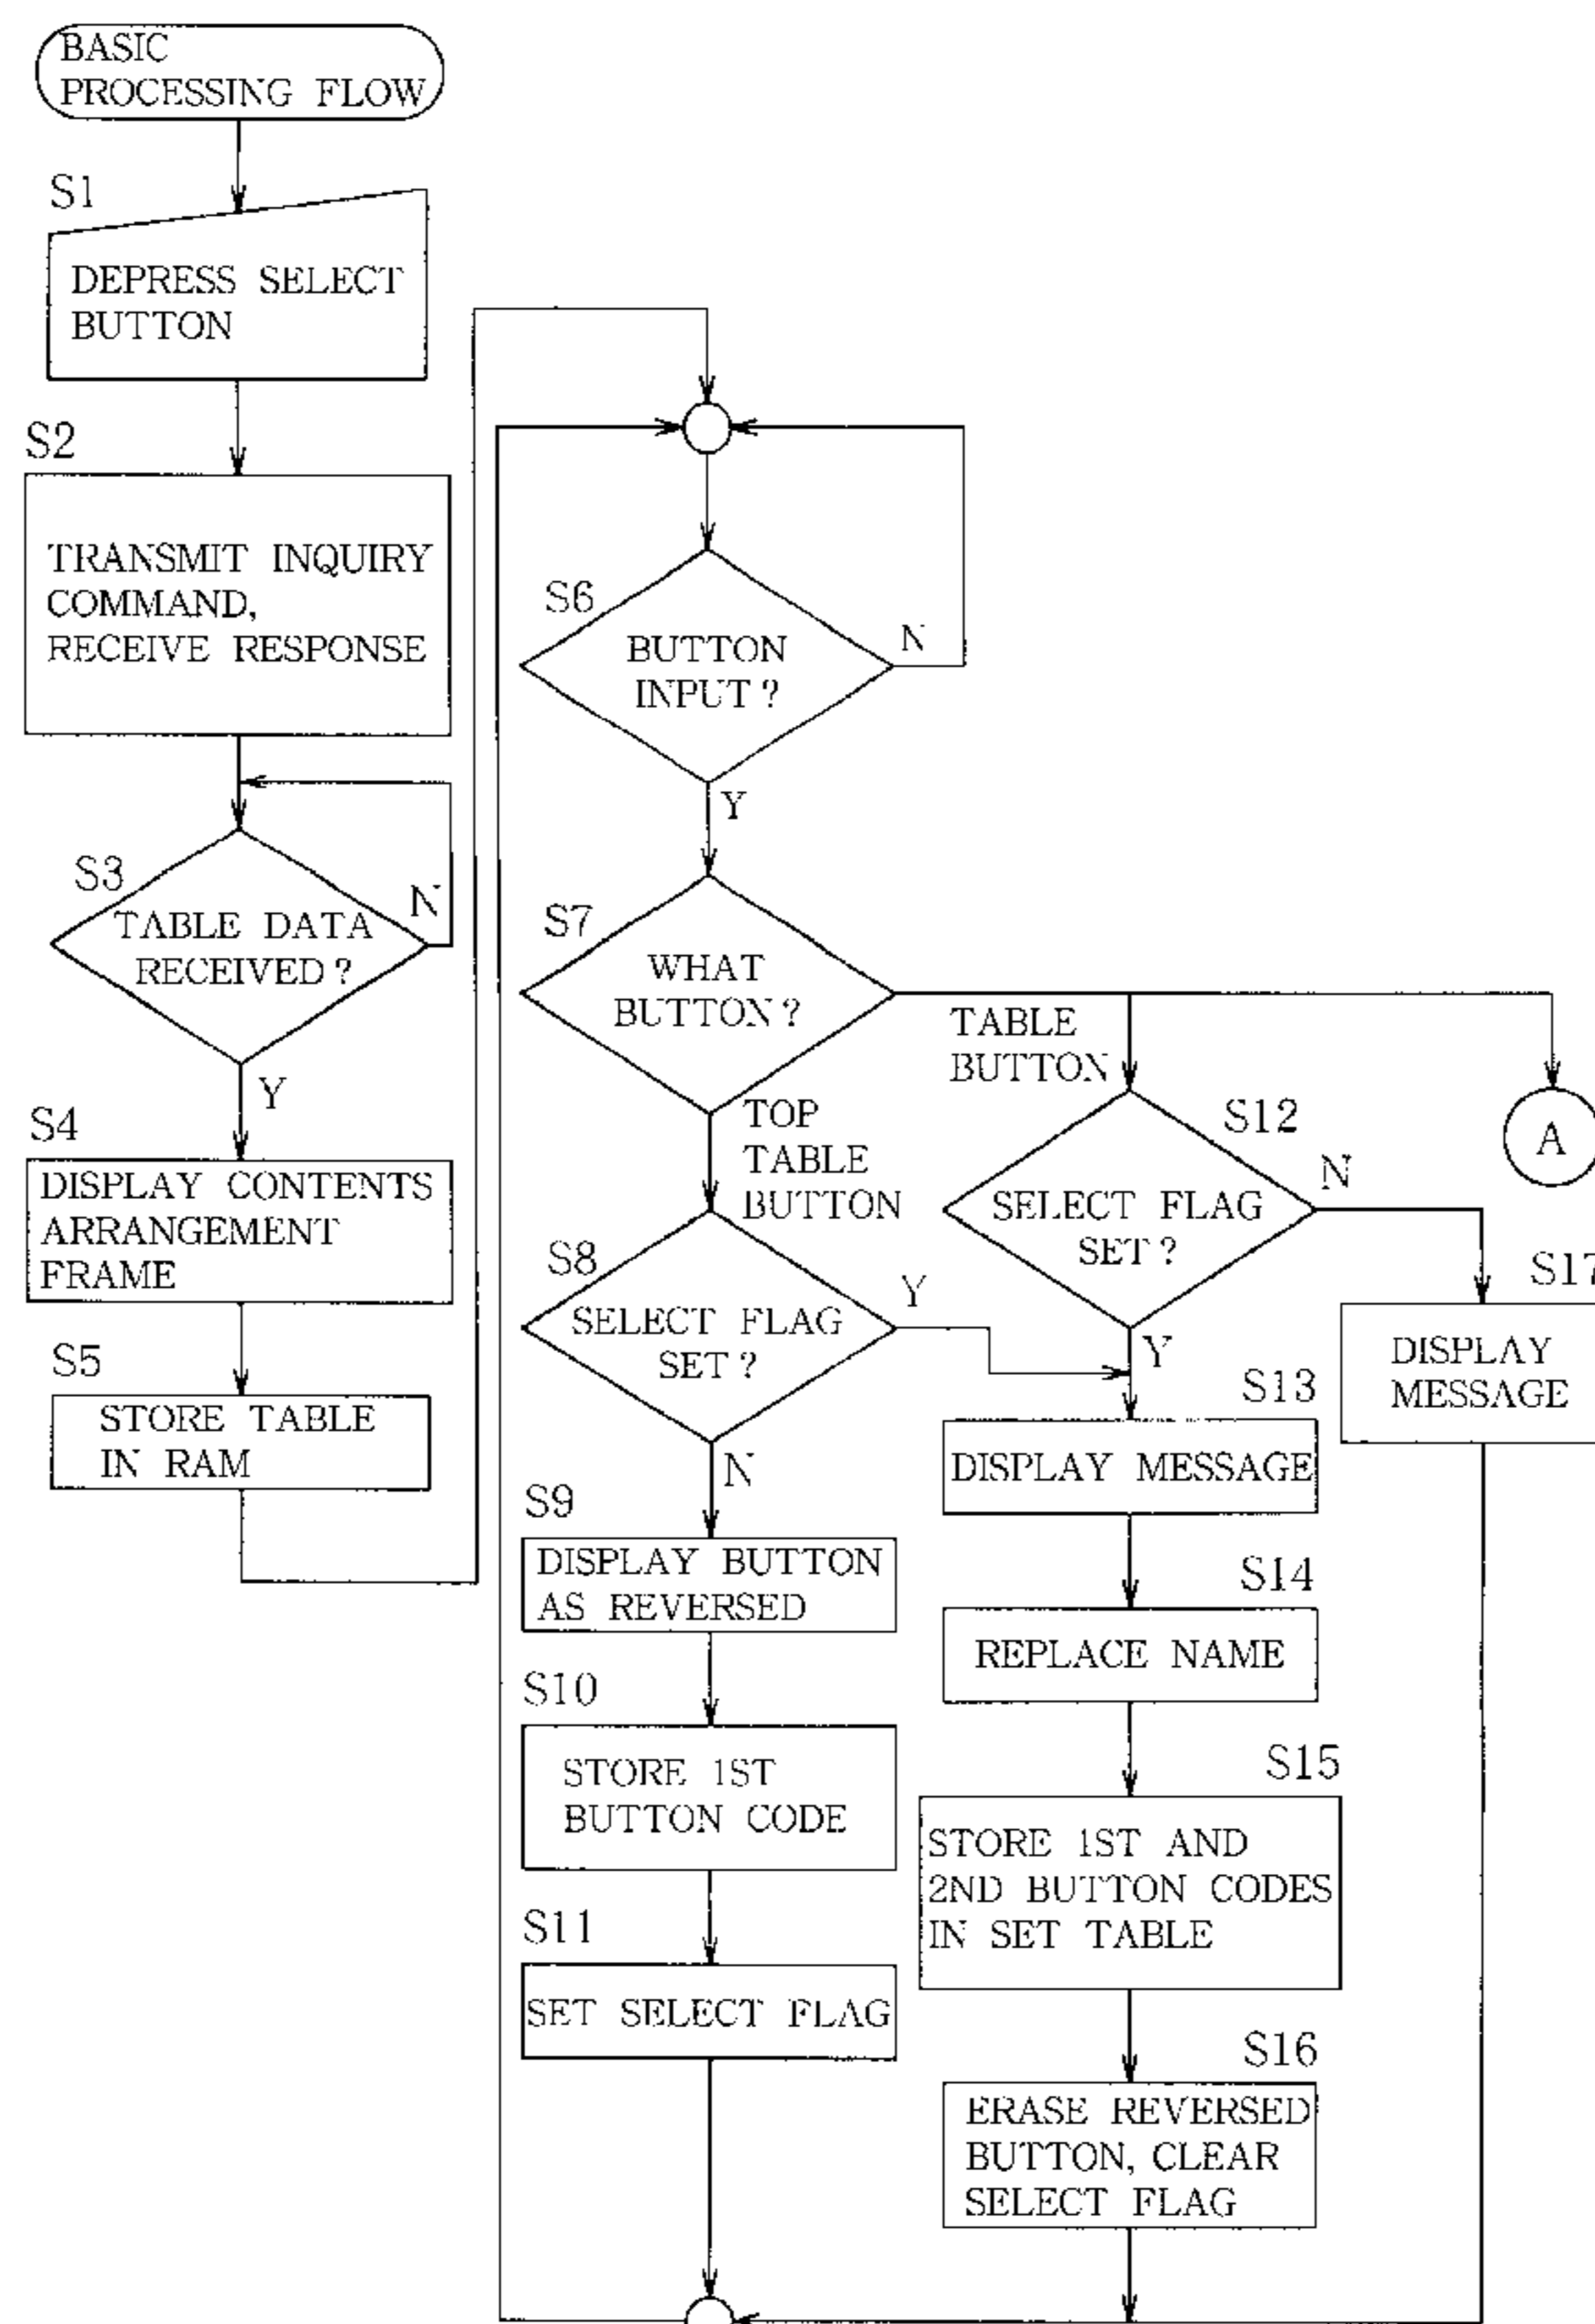 BASIC
PROCESSING FLOW
S1
DEPRESS SELECT
BUTTON
S2
TRANSMIT INQUIRY
COMMAND,
RECEIVE RESPONSE
S3
TABLE DATA
RECEIVED?
N
Y
S4
DISPLAY CONTENTS
ARRANGEMENT
FRAME
S5
STORE TABLE
IN RAM
S6
BUTTON
INPUT?
N
Y
S7
WHAT
BUTTON?
TOP
TABLE
BUTTON
TABLE
BUTTON
A
S8
SELECT FLAG
SET?
Y
N
S9
DISPLAY BUTTON
AS REVERSED
S10
STORE 1ST
BUTTON CODE
S11
SET SELECT FLAG
S12
SELECT FLAG
SET?
N
Y
S13
DISPLAY MESSAGE
S14
REPLACE NAME
S15
STORE 1ST AND
2ND BUTTON CODES
IN SET TABLE
S16
ERASE REVERSED
BUTTON, CLEAR
SELECT FLAG
S17
DISPLAY
MESSAGE